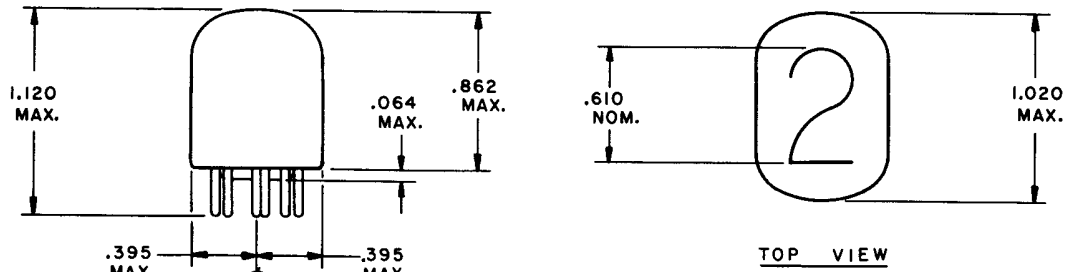 1.120
MAX.
.064
MAX.
.862
MAX.
.395
MAX.
.395
MAX.
.610
NOM.
2
1.020
MAX.
TOP VIEW